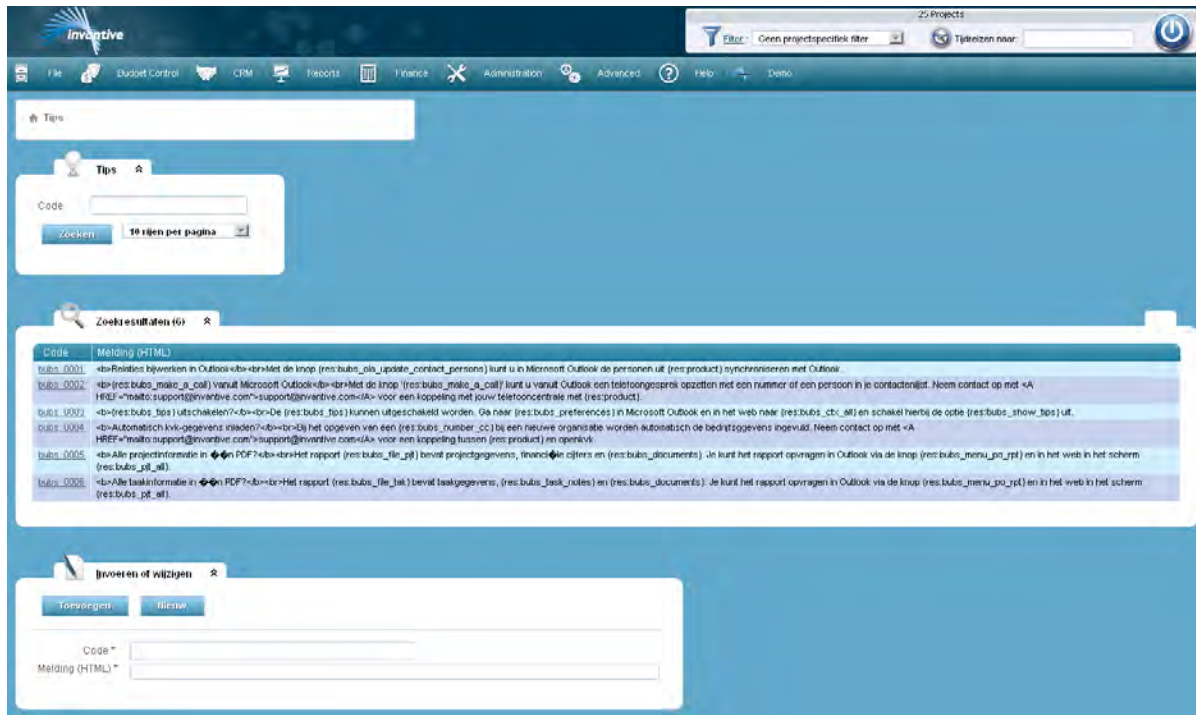 invantive
25 Projects
Filter: Geen projectspecifiek filter Tijdreizen naar:
File Budget Control CRM Reports Finance Administration Advanced Help Demo
Tips
Tips
Code
Zoeken 10 rijen per pagina
Zoekresultaten (6)
Code Melding (HTML)
bubs_0001 <b>Relaties bijwerken in Outlook</b><br>Met de knop {res:bubs_ola_update_contact_persons} kunt u in Microsoft Outlook de personen uit {res:product} synchroniseren met Outlook.
bubs_0002 <b>{res:bubs_make_a_call} vanuit Microsoft Outlook</b><br>Met de knop '{res:bubs_make_a_call}' kunt u vanuit Outlook een telefoongesprek opzetten met een nummer of een persoon in je contactenlijst. Neem contact op met <A
HREF="mailto:support@invantive.com">support@invantive.com</A> voor een koppeling met jouw telefooncentrale met {res:product}.
bubs_0003 <b>{res:bubs_tips} uitschakelen?</b><br>De {res:bubs_tips} kunnen uitgeschakeld worden. Ga naar {res:bubs_preferences} in Microsoft Outlook en in het web naar {res:bubs_ctx_all} en schakel hierbij de optie {res:bubs_show_tips} uit.
bubs_0004 <b>Automatisch kvk-gegevens inladen?</b><br>Bij het opgeven van een {res:bubs_number_cc} bij een nieuwe organisatie worden automatisch de bedrijfsgegevens ingevuld. Neem contact op met <A
HREF="mailto:support@invantive.com">support@invantive.com</A> voor een koppeling tussen {res:product} en openkvk.
bubs_0005 <b>Alle projectinformatie in ��n PDF?</b><br>Het rapport {res:bubs_file_pjt} bevat projectgegevens, financi�le cijfers en {res:bubs_documents}. Je kunt het rapport opvragen in Outlook via de knop {res:bubs_menu_po_rpt} en in het web in het scherm
{res:bubs_pjt_all}.
bubs_0006 <b>Alle taakinformatie in ��n PDF?</b><br>Het rapport {res:bubs_file_tak} bevat taakgegevens, {res:bubs_task_notes} en {res:bubs_documents}. Je kunt het rapport opvragen in Outlook via de knop {res:bubs_menu_po_rpt} en in het web in het scherm
{res:bubs_pjt_all}.
Invoeren of wijzigen
Toevoegen Nieuw
Code *
Melding (HTML) *